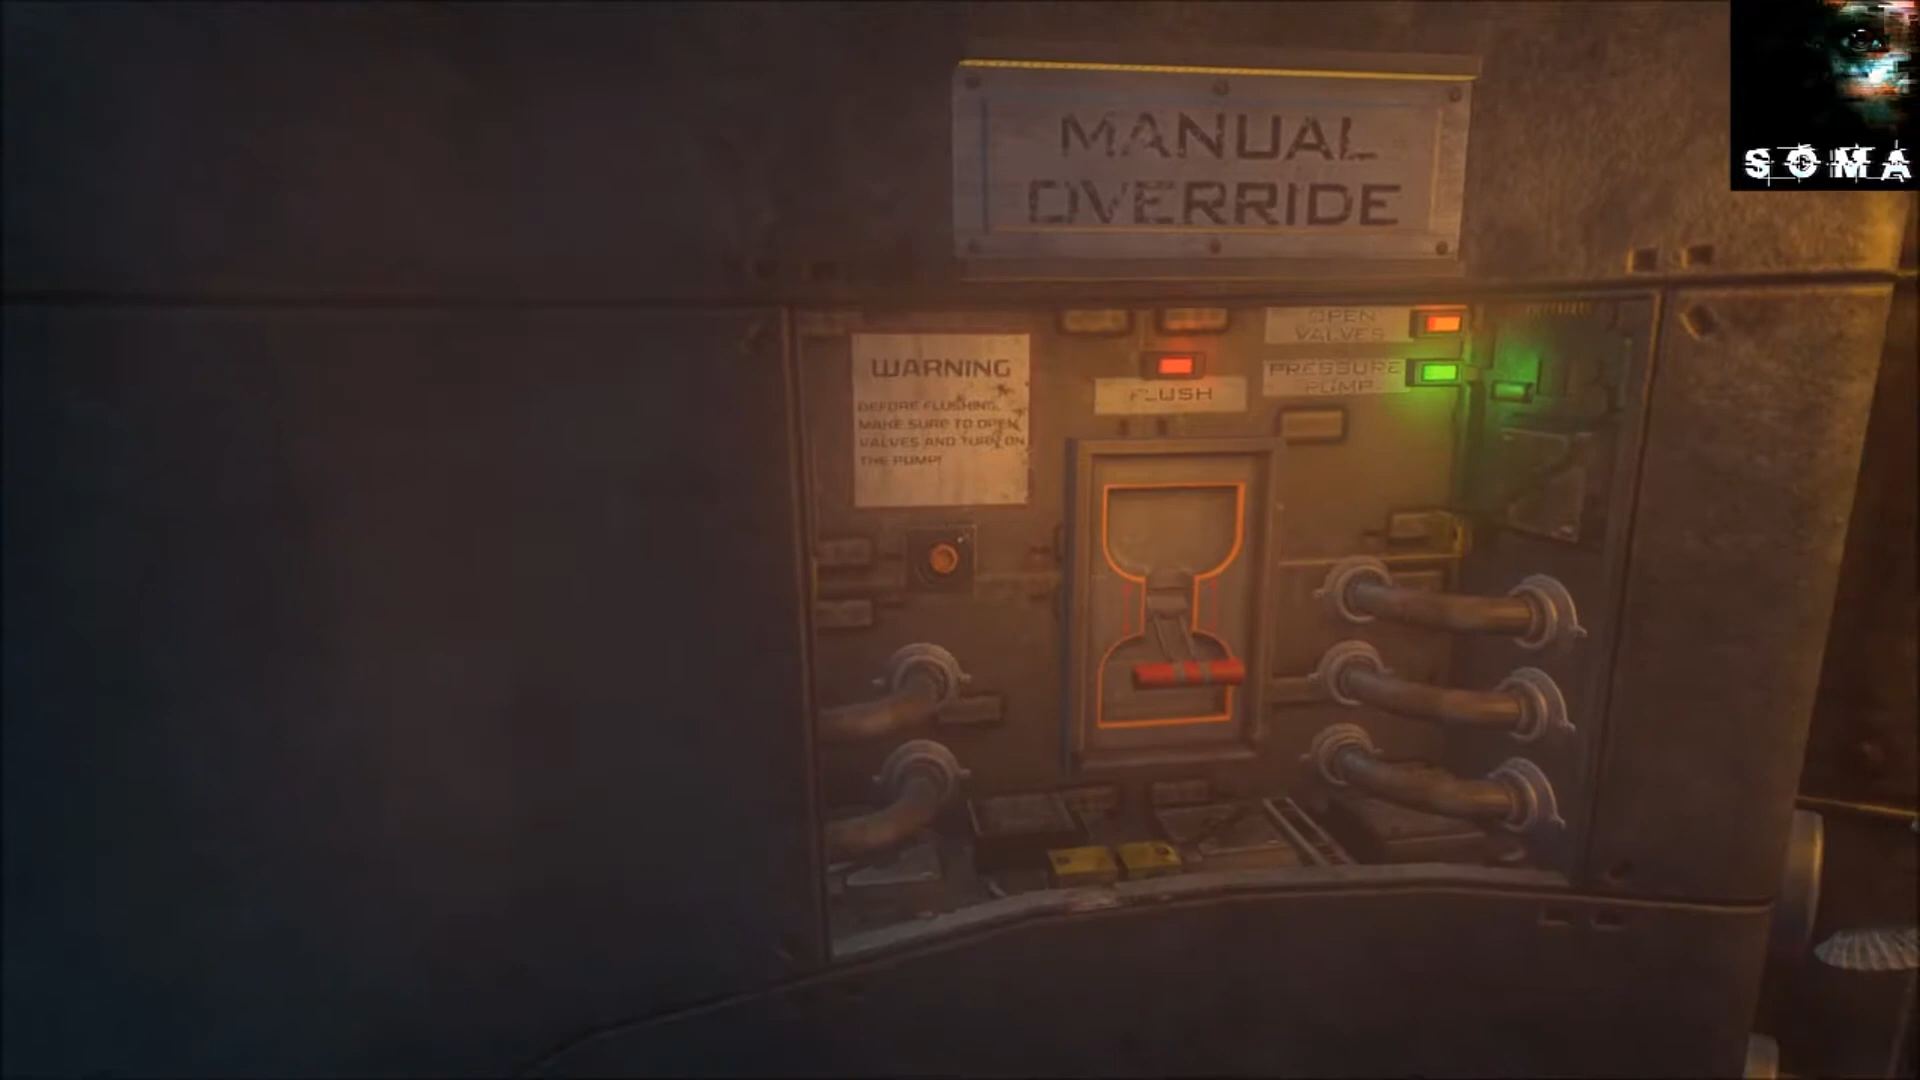 MANUAL
OVERRIDE
SOMA
WARNING
BEFORE FLUSHING,
MAKE SURE TO OPEN
VALVES AND TURN ON
THE PUMP!
FLUSH
OPEN
VALVES
PRESSURE
PUMP